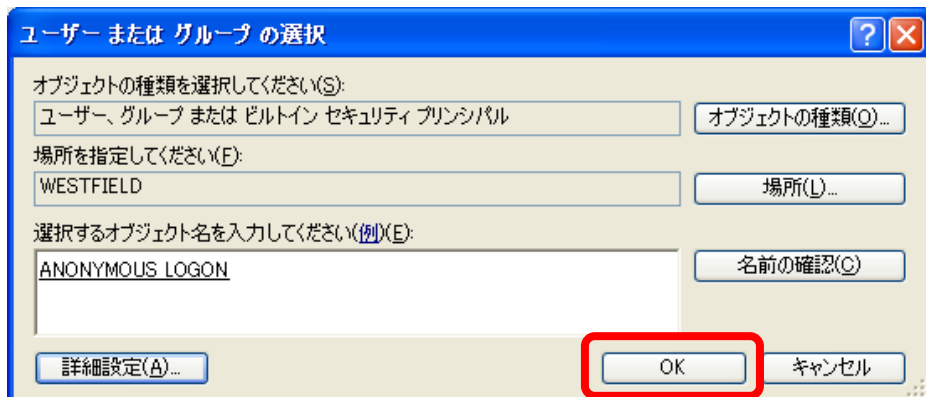 ユーザー または グループ の選択
オブジェクトの種類を選択してください(S):
ユーザー、グループ または ビルトイン セキュリティ プリンシパル
オブジェクトの種類(O)...
場所を指定してください(F):
WESTFIELD
場所(L)...
選択するオブジェクト名を入力してください(例)(E):
ANONYMOUS LOGON
名前の確認(C)
詳細設定(A)...
OK
キャンセル